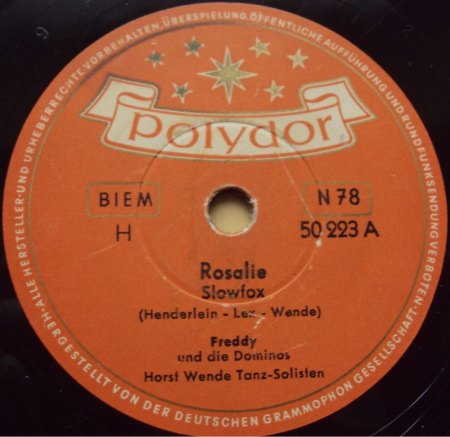 ALLE HERSTELLER-UND URHEBERRECHTE VORBEHALTEN, ÜBERSPIELUNG, ÖFFENTLICHE AUFFÜHRUNG UND RUNDFUNKSENDUNG VERBOTEN.
Polydor
BIEM N 78
H 50 223 A
Rosalie
Slowfox
(Henderlein - Lex - Wende)
Freddy
und die Dominos
Horst Wende Tanz-Solisten
HERGESTELLT VON DER DEUTSCHEN GRAMMOPHON GESELLSCHAFT